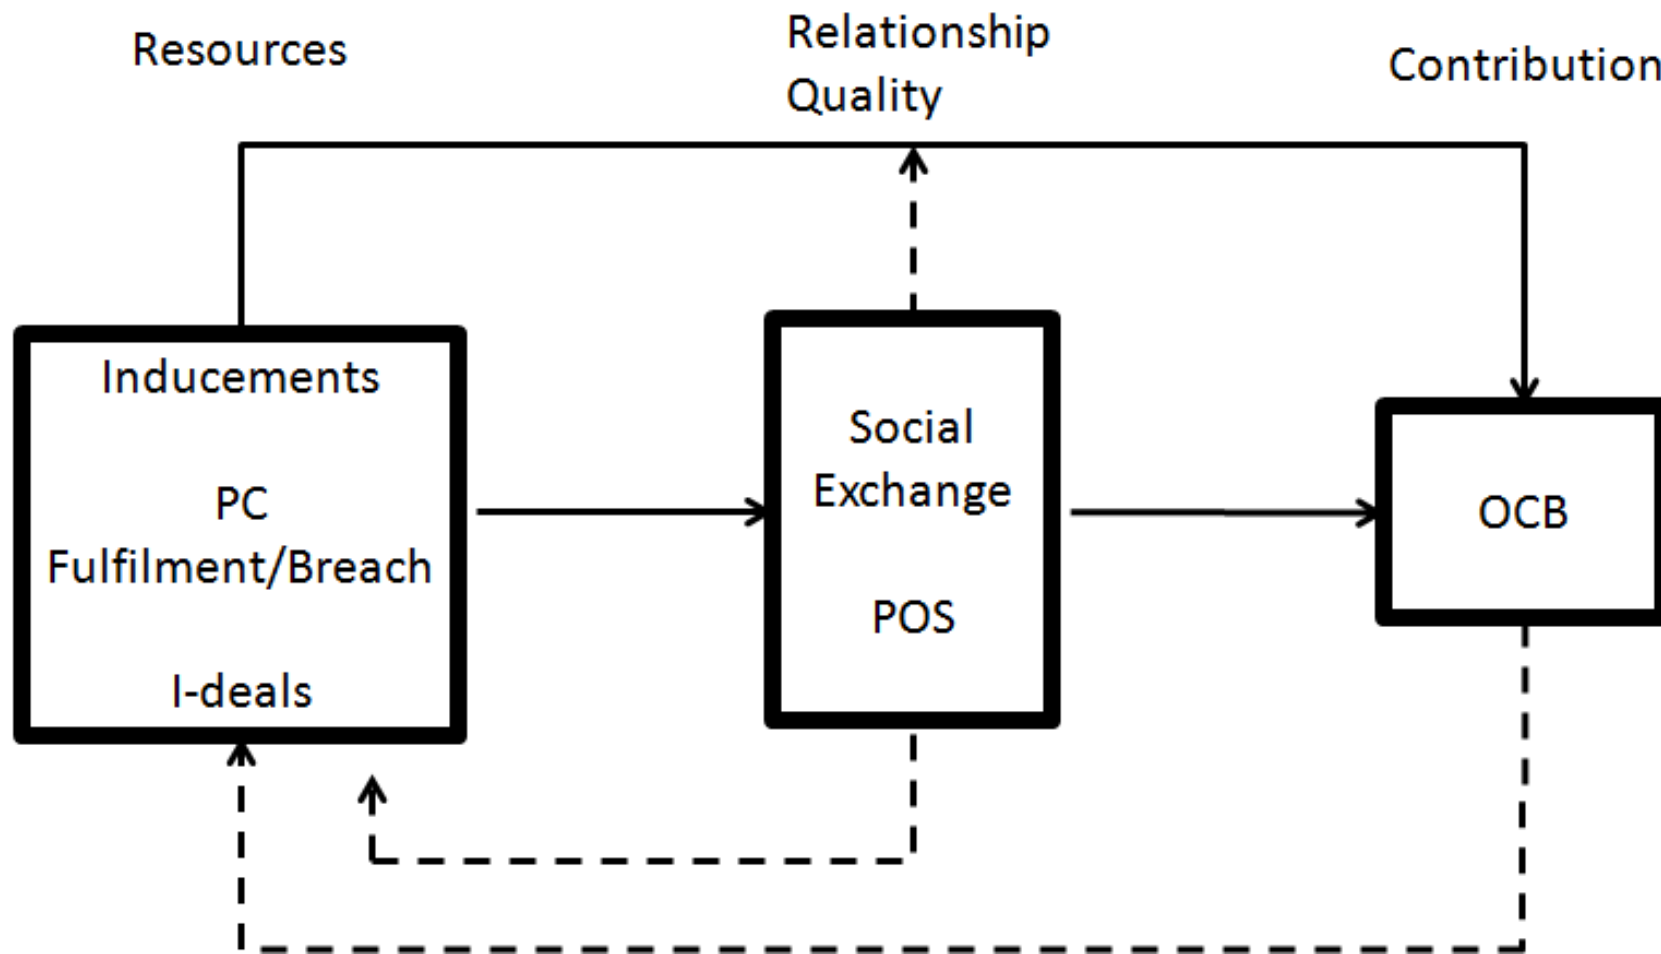 Resources
Relationship
Quality
Contribution
Inducements
PC
Fulfilment/Breach
I-deals
Social
Exchange
POS
OCB